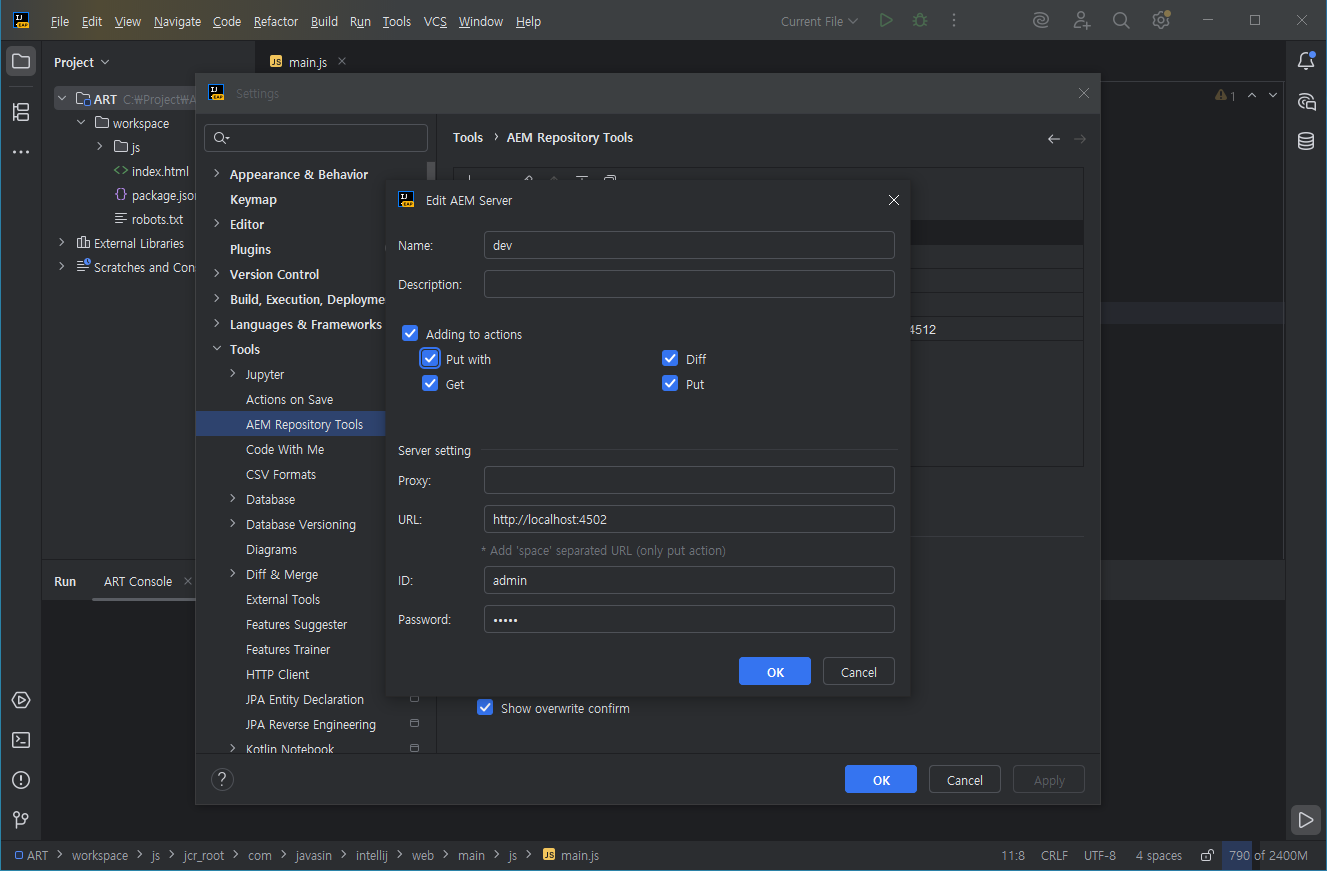 File Edit View Navigate Code Refactor Build Run Tools VCS Window Help Current File
Project
main.js
ART C:₩Project₩A
workspace
js
index.html
package.jso
robots.txt
External Libraries
Scratches and Con
1
Settings
Appearance & Behavior
Keymap
Editor
Plugins
Version Control
Build, Execution, Deployme
Languages & Frameworks
Tools
Jupyter
Actions on Save
AEM Repository Tools
Code With Me
CSV Formats
Database
Database Versioning
Diagrams
Diff & Merge
External Tools
Features Suggester
Features Trainer
HTTP Client
JPA Entity Declaration
JPA Reverse Engineering
Kotlin Notebook
Tools › AEM Repository Tools
4512
Edit AEM Server
Name: dev
Description:
Adding to actions
Put with Diff
Get Put
Server setting
Proxy:
URL: http://localhost:4502
* Add 'space' separated URL (only put action)
ID: admin
Password: •••••
OK Cancel
Show overwrite confirm
? OK Cancel Apply
Run ART Console
ART > workspace > js > jcr_root > com > javasin > intellij > web > main > js > main.js 11:8 CRLF UTF-8 4 spaces 790 of 2400M